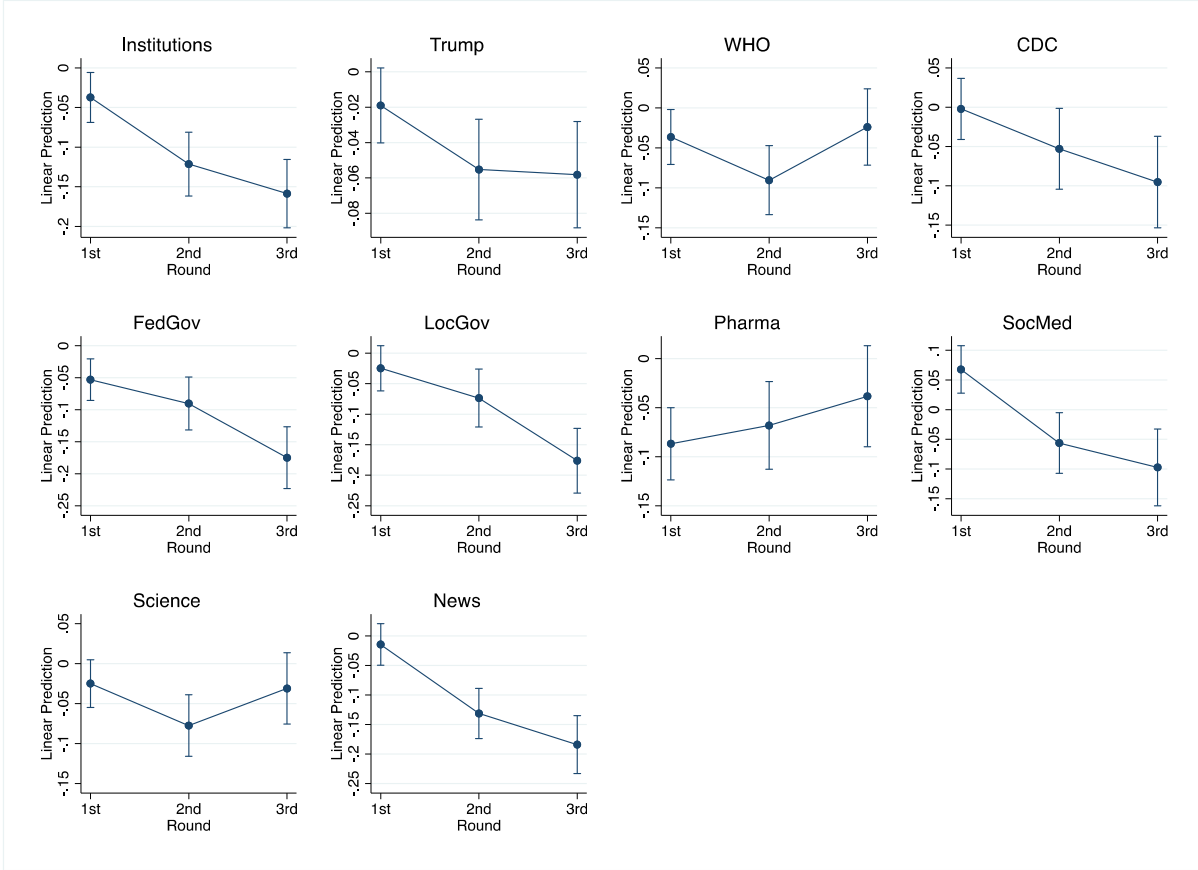 Institutions
Linear Prediction
0
-.05
-.1
-.15
-.2
1st 2nd 3rd
Round
Trump
Linear Prediction
0
-.02
-.04
-.06
-.08
1st 2nd 3rd
Round
WHO
Linear Prediction
.05
0
-.05
-.1
-.15
1st 2nd 3rd
Round
CDC
Linear Prediction
.05
0
-.05
-.1
-.15
1st 2nd 3rd
Round
FedGov
Linear Prediction
0
-.05
-.1
-.15
-.2
-.25
1st 2nd 3rd
Round
LocGov
Linear Prediction
0
-.05
-.1
-.15
-.2
-.25
1st 2nd 3rd
Round
Pharma
Linear Prediction
0
-.05
-.1
-.15
1st 2nd 3rd
Round
SocMed
Linear Prediction
.1
.05
0
-.05
-.1
-.15
1st 2nd 3rd
Round
Science
Linear Prediction
.05
0
-.05
-.1
-.15
1st 2nd 3rd
Round
News
Linear Prediction
0
-.05
-.1
-.15
-.2
-.25
1st 2nd 3rd
Round